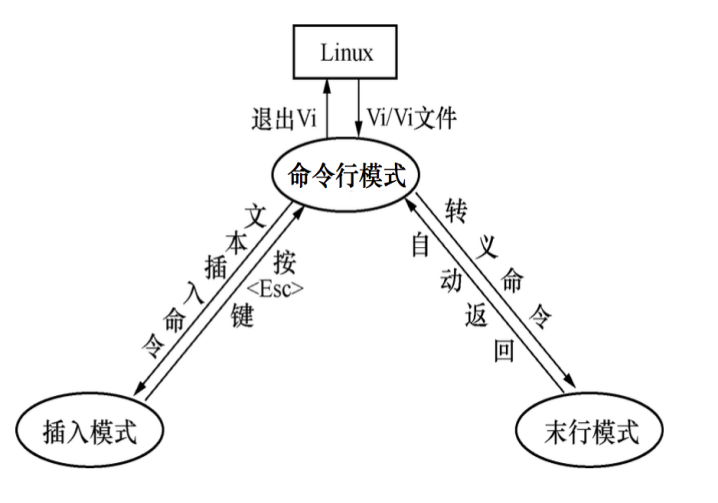 Linux
退出Vi
Vi/Vi文件
命令行模式
文本插入命令
按<Esc>键
转义命令
自动返回
插入模式
末行模式